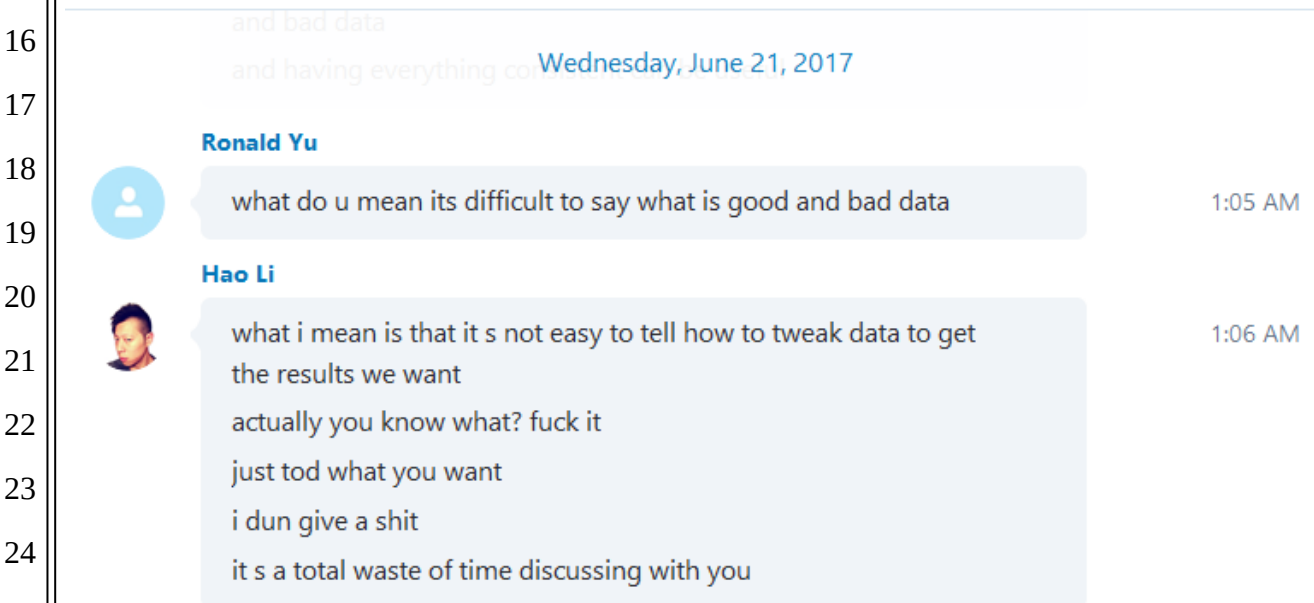 16
and bad data
Wednesday, June 21, 2017
and having everything con
17
Ronald Yu
18
what do u mean its difficult to say what is good and bad data
1:05 AM
19
Hao Li
20
what i mean is that it s not easy to tell how to tweak data to get
1:06 AM
21
the results we want
22
actually you know what? fuck it
23
just tod what you want
i dun give a shit
24
it s a total waste of time discussing with you